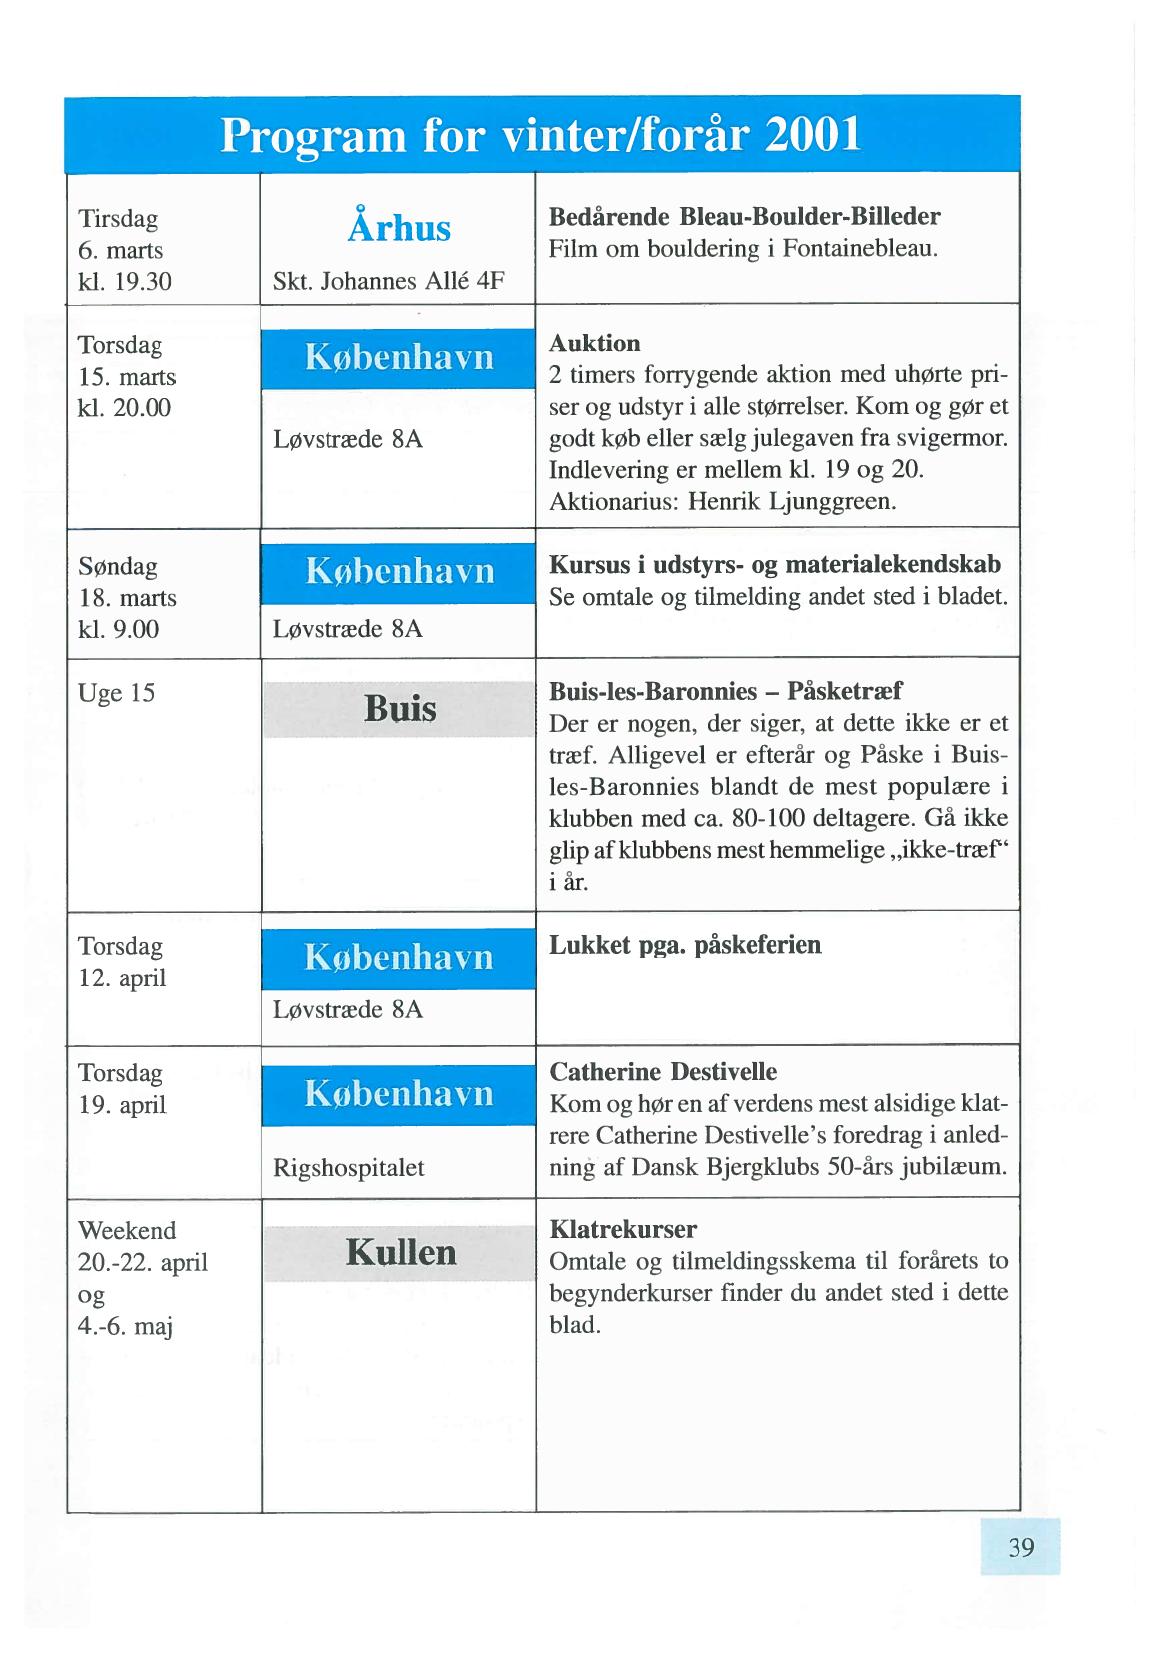 Program for vinter/forår 2001
Tirsdag
6. marts
kl. 19.30
Århus
Skt. Johannes Allé 4F
Bedårende Bleau-Boulder-Billeder
Film om bouldering i Fontainebleau.
Torsdag
15. marts
kl. 20.00
København
Løvstræde 8A
Auktion
2 timers forrygende aktion med uhørte pri-
ser og udstyr i alle størrelser. Kom og gør et
godt køb eller sælg julegaven fra svigermor.
Indlevering er mellem kl. 19 og 20.
Aktionarius: Henrik Ljunggreen.
Søndag
18. marts
kl. 9.00
København
Løvstræde 8A
Kursus i udstyrs- og materialekendskab
Se omtale og tilmelding andet sted i bladet.
Uge 15
Buis
Buis-les-Baronnies – Påsketræf
Der er nogen, der siger, at dette ikke er et
træf. Alligevel er efterår og Påske i Buis-
les-Baronnies blandt de mest populære i
klubben med ca. 80-100 deltagere. Gå ikke
glip af klubbens mest hemmelige „ikke-træf“
i år.
Torsdag
12. april
København
Løvstræde 8A
Lukket pga. påskeferien
Torsdag
19. april
København
Rigshospitalet
Catherine Destivelle
Kom og hør en af verdens mest alsidige klat-
rere Catherine Destivelle’s foredrag i anled-
ning af Dansk Bjergklubs 50-års jubilæum.
Weekend
20.-22. april
og
4.-6. maj
Kullen
Klatrekurser
Omtale og tilmeldingsskema til forårets to
begynderkurser finder du andet sted i dette
blad.
39